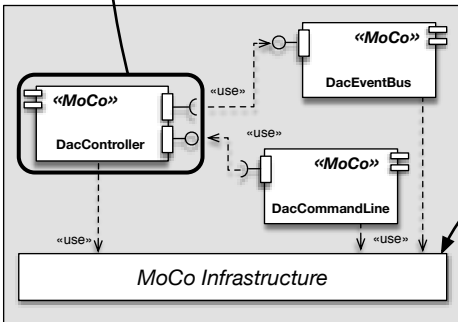 «MoCo»
DacEventBus
«use»
«MoCo»
DacController
«use»
«MoCo»
DacCommandLine
«use»
«use»
MoCo Infrastructure